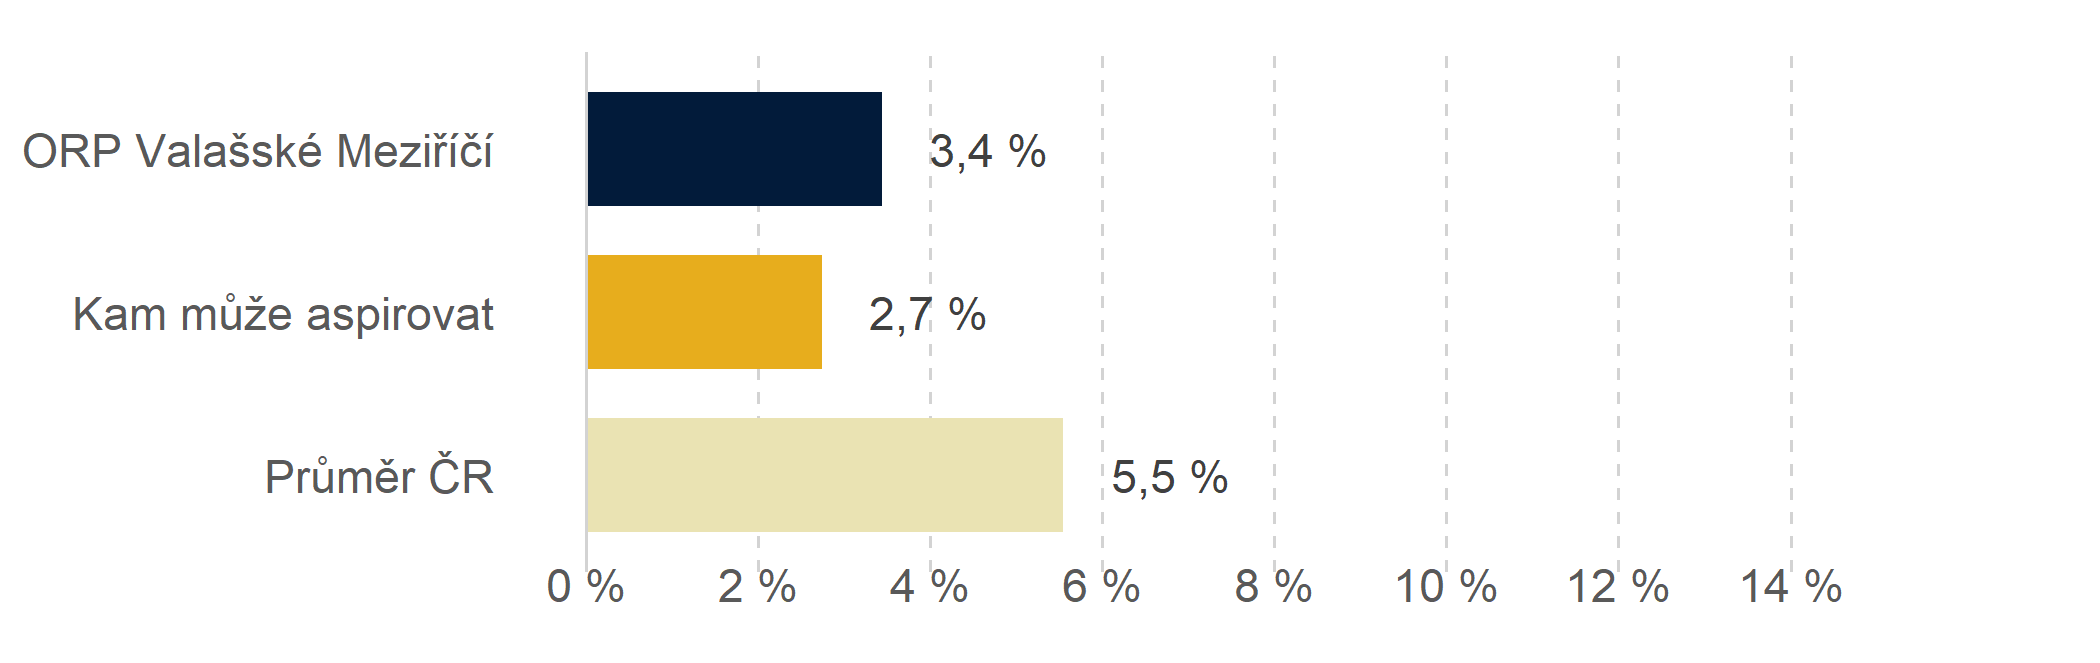 ORP Valašské Meziříčí
3,4 %
Kam může aspirovat
2,7 %
Průměr ČR
5,5 %
0 % 2 % 4 % 6 % 8 % 10 % 12 % 14 %